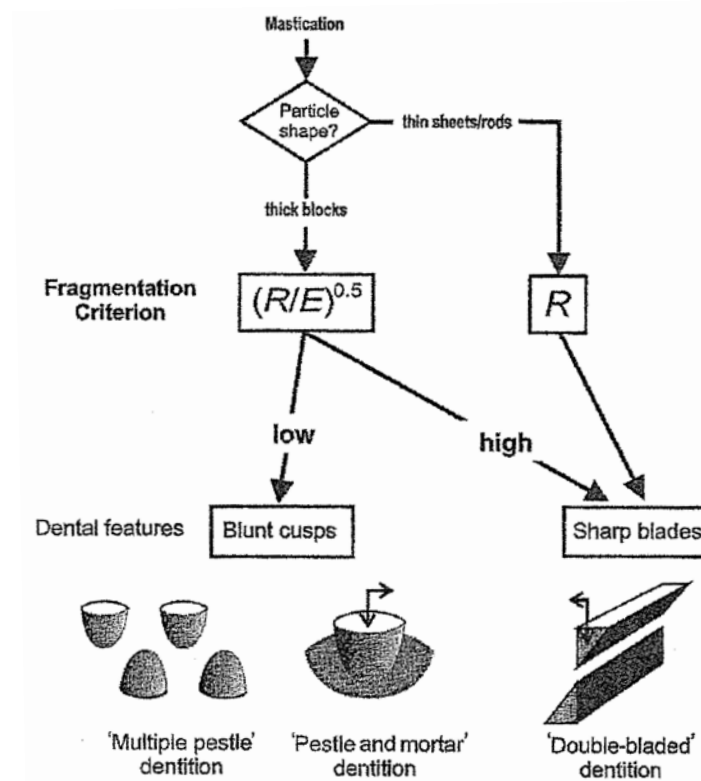 Mastication
Particle
shape?
thin sheets/rods
thick blocks
Fragmentation
Criterion
(R/E)^0.5
R
low
high
Dental features
Blunt cusps
Sharp blades
'Multiple pestle'
dentition
'Pestle and mortar'
dentition
'Double-bladed'
dentition